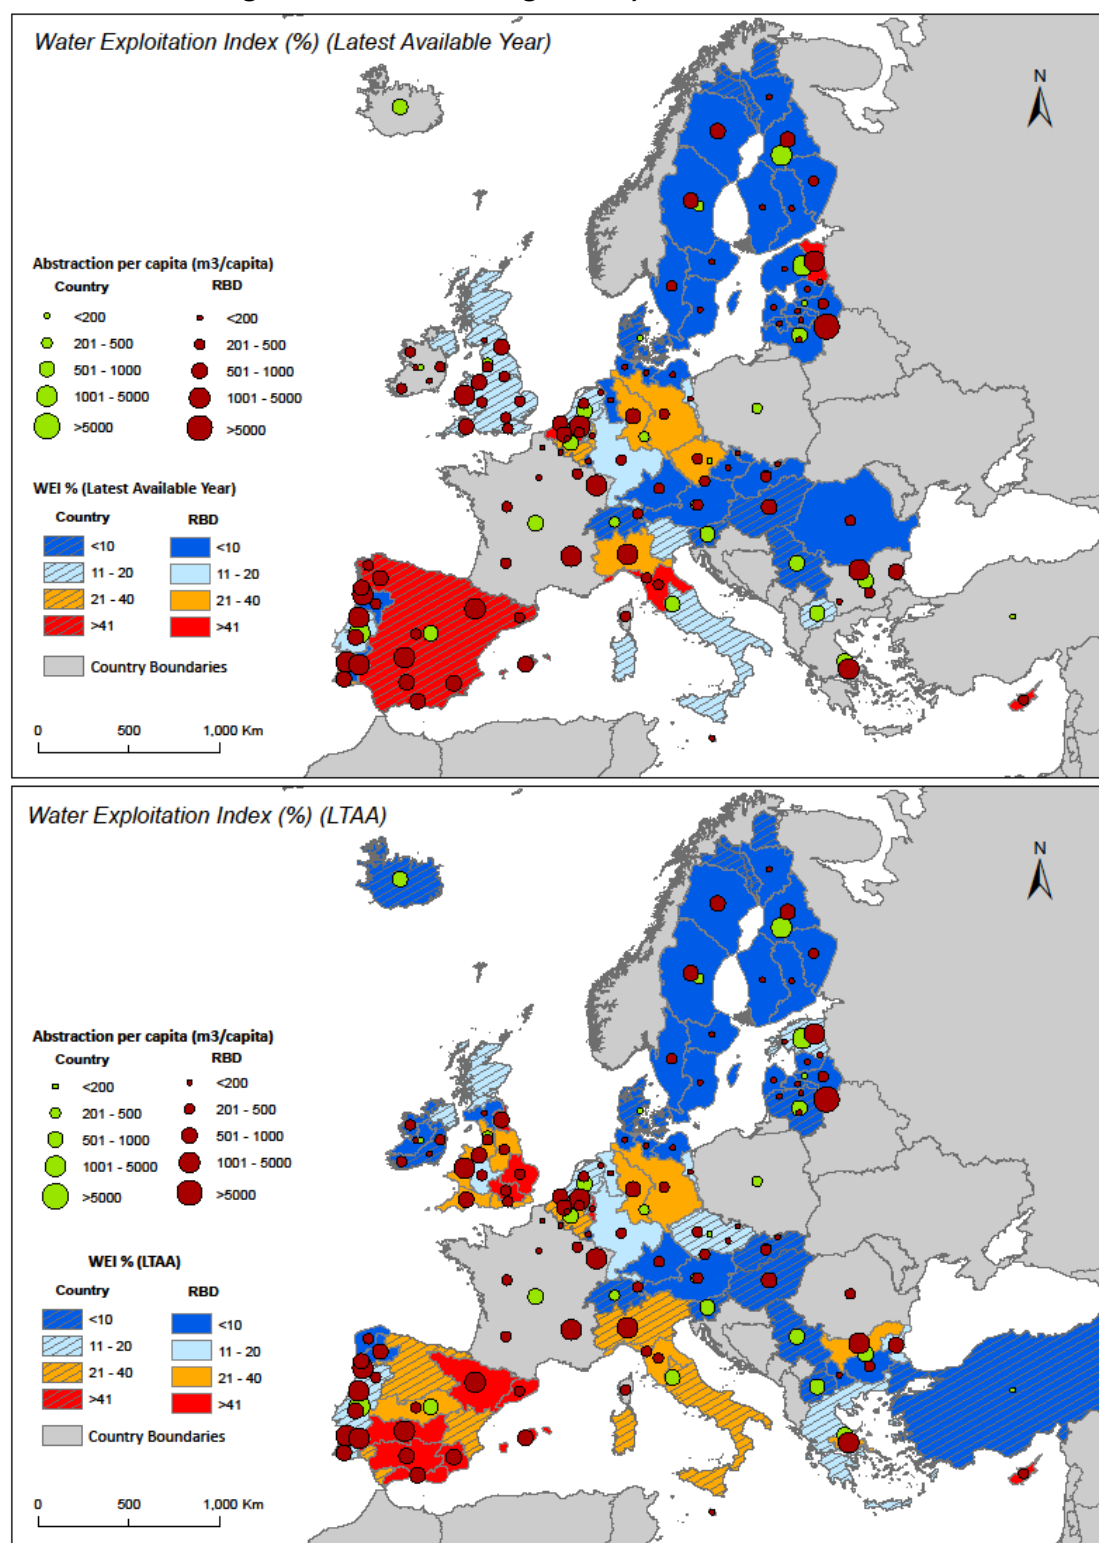 Water Exploitation Index (%) (Latest Available Year)
N
Abstraction per capita (m3/capita)
Country RBD
<200 <200
201 - 500 201 - 500
501 - 1000 501 - 1000
1001 - 5000 1001 - 5000
>5000 >5000
WEI % (Latest Available Year)
Country RBD
<10 <10
11 - 20 11 - 20
21 - 40 21 - 40
>41 >41
Country Boundaries
0 500 1,000 Km
Water Exploitation Index (%) (LTAA)
N
Abstraction per capita (m3/capita)
Country RBD
<200 <200
201 - 500 201 - 500
501 - 1000 501 - 1000
1001 - 5000 1001 - 5000
>5000 >5000
WEI % (LTAA)
Country RBD
<10 <10
11 - 20 11 - 20
21 - 40 21 - 40
>41 >41
Country Boundaries
0 500 1,000 Km